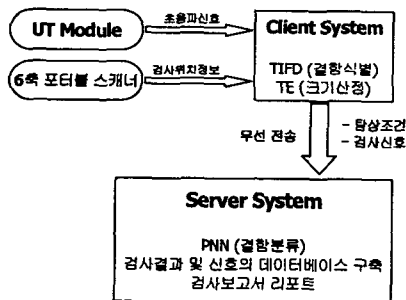 UT Module
초음파신호
Client System
TIFD (결함식별)
TE (크기산정)
6축 포터블 스캐너
검사위치정보
무선 전송
- 탐상조건
- 검사신호
Server System
PNN (결함분류)
검사결과 및 신호의 데이터베이스 구축
검사보고서 리포트